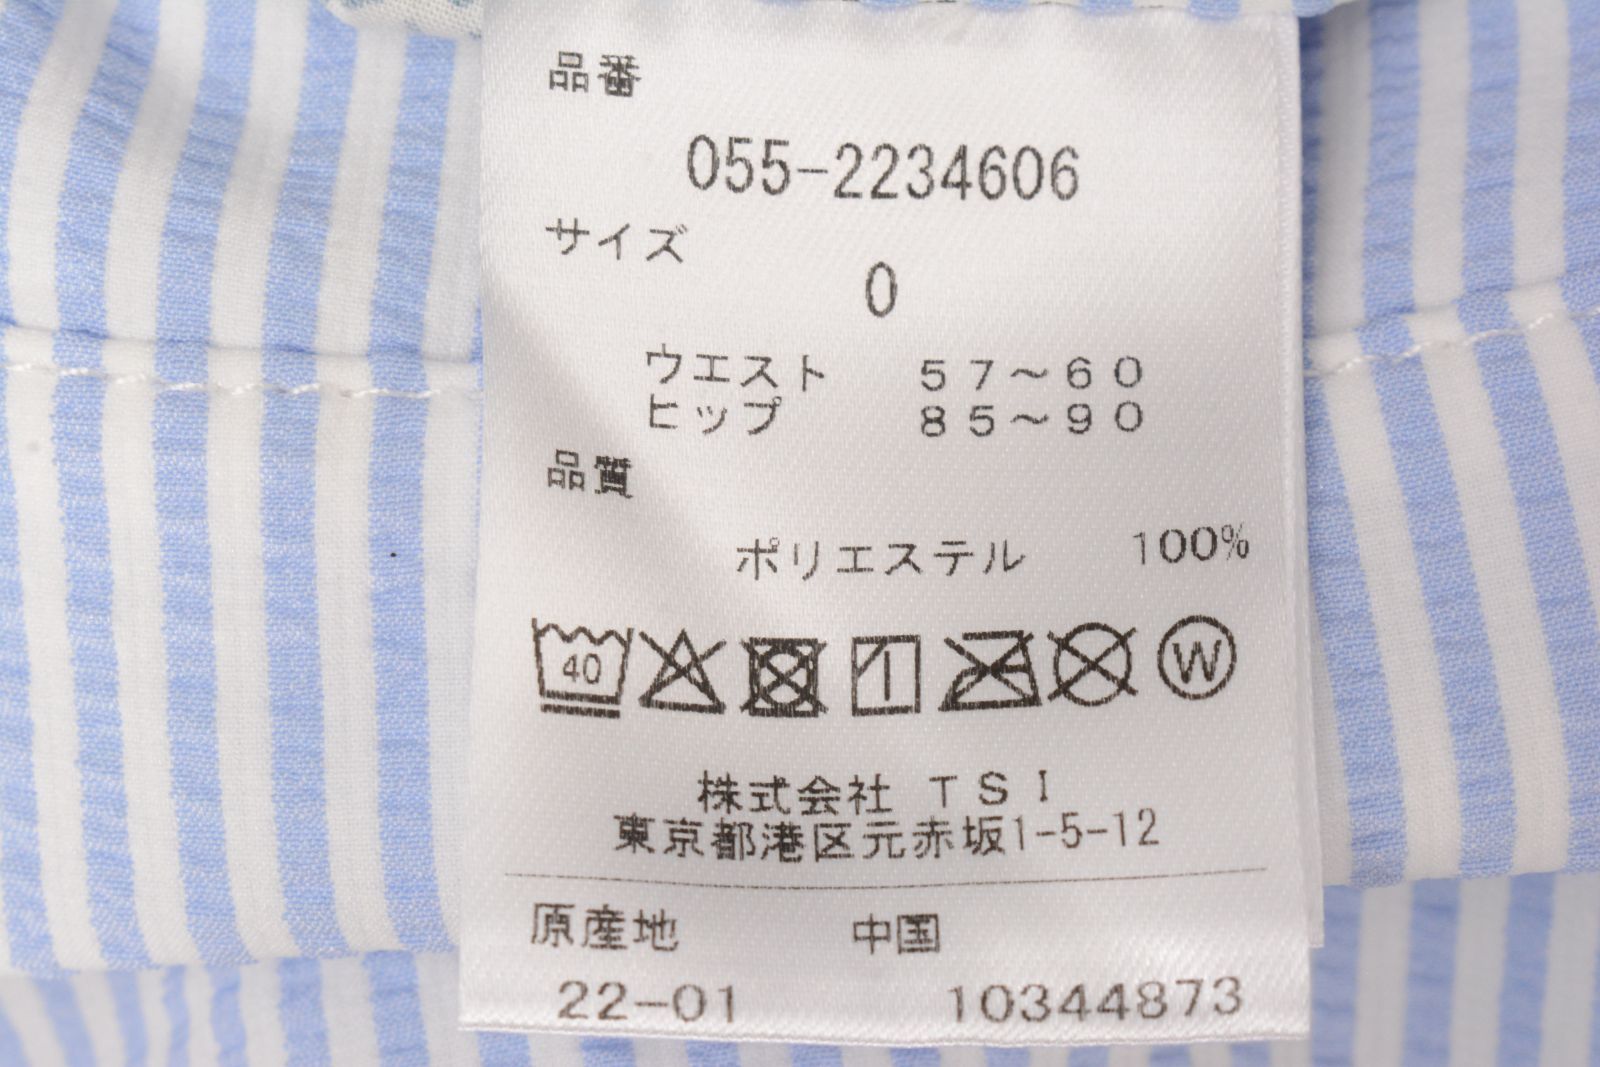 品番
055-2234606
サイズ
0
ウエスト 57～60
ヒップ 85～90
品質
ポリエステル 100%
40 W
株式会社 TSI
東京都港区元赤坂1-5-12
原産地 中国
22-01 10344873